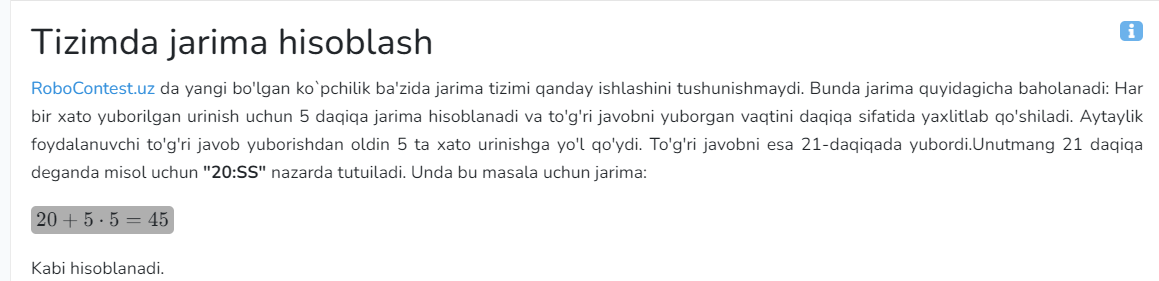 Tizimda jarima hisoblash
RoboContest.uz da yangi bo'lgan ko`pchilik ba'zida jarima tizimi qanday ishlashini tushunishmaydi. Bunda jarima quyidagicha baholanadi: Har
bir xato yuborilgan urinish uchun 5 daqiqa jarima hisoblanadi va to'g'ri javobni yuborgan vaqtini daqiqa sifatida yaxlitlab qo'shiladi. Aytaylik
foydalanuvchi to'g'ri javob yuborishdan oldin 5 ta xato urinishga yo'l qo'ydi. To'g'ri javobni esa 21-daqiqada yubordi.Unutmang 21 daqiqa
deganda misol uchun "20:SS" nazarda tutuiladi. Unda bu masala uchun jarima:
20 + 5 · 5 = 45
Kabi hisoblanadi.